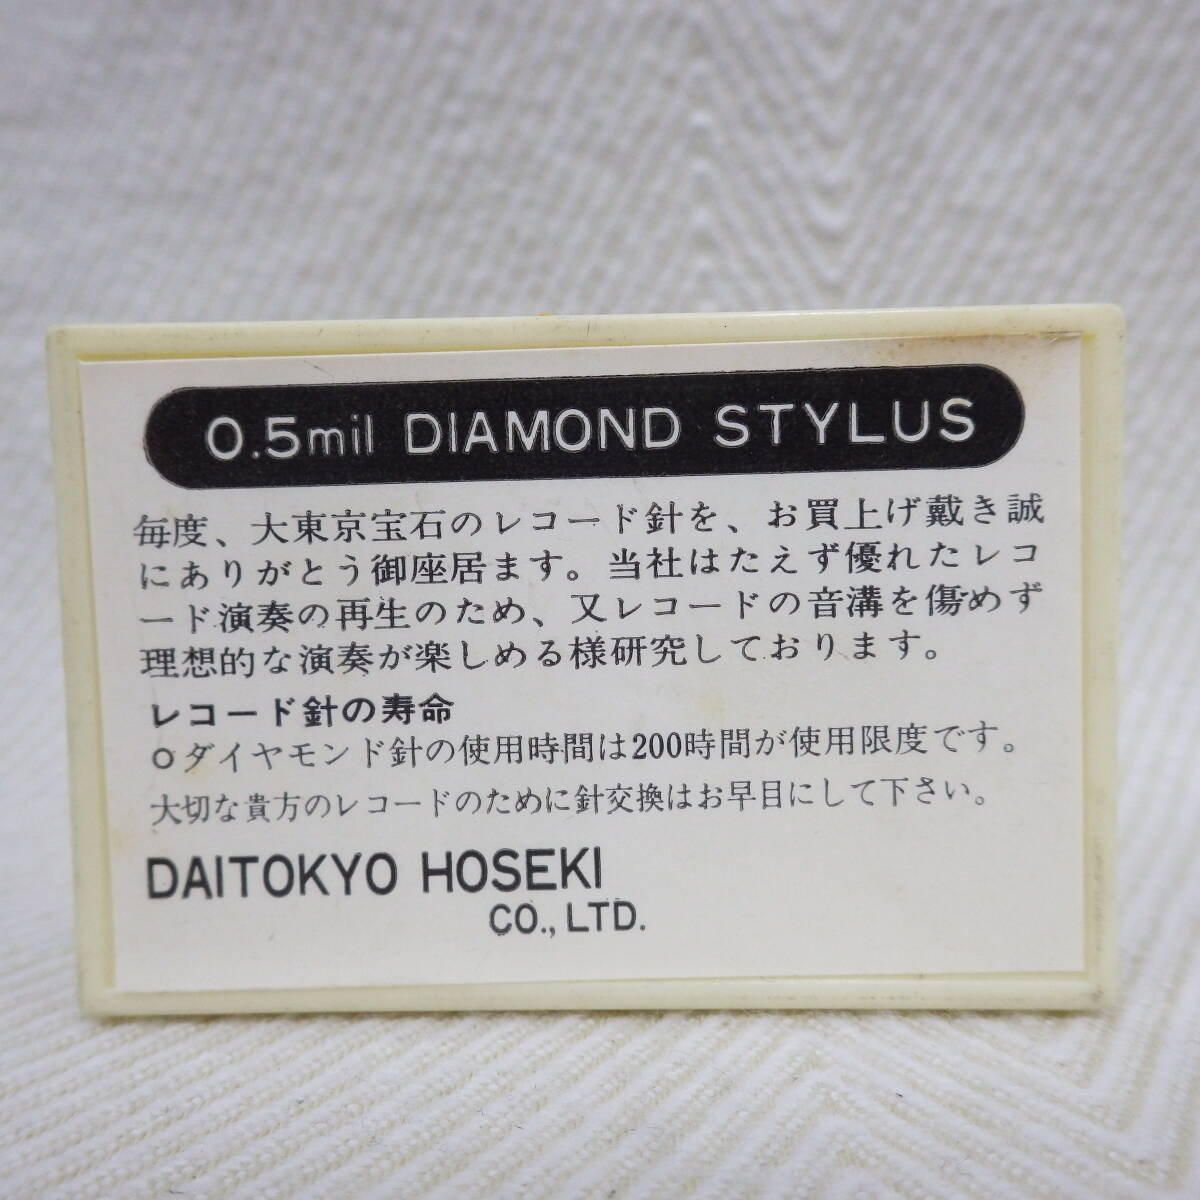 0.5mil DIAMOND STYLUS
毎度、大東京宝石のレコード針を、お買上げ戴き誠
にありがとう御座居ます。当社はたえず優れたレコ
ード演奏の再生のため、又レコードの音溝を傷めず
理想的な演奏が楽しめる様研究しております。
レコード針の寿命
○ダイヤモンド針の使用時間は200時間が使用限度です。
大切な貴方のレコードのために針交換はお早目にして下さい。
DAITOKYO HOSEKI
CO., LTD.